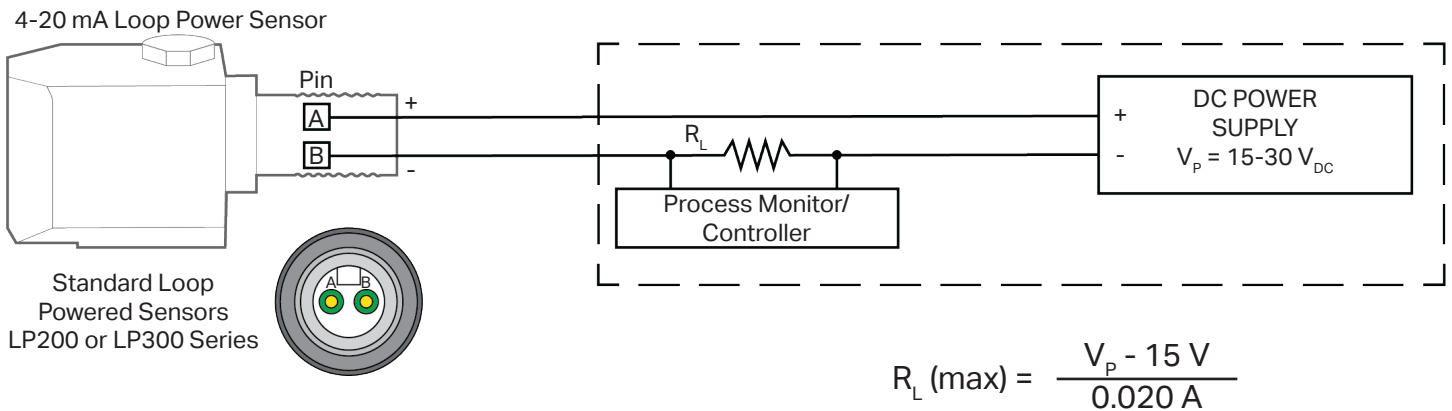 4-20 mA Loop Power Sensor
Pin
A
B
+
-
R_L
Process Monitor/
Controller
+
-
DC POWER
SUPPLY
V_P = 15-30 V_DC
A B
Standard Loop
Powered Sensors
LP200 or LP300 Series
R_L (max) = V_P - 15 V
0.020 A